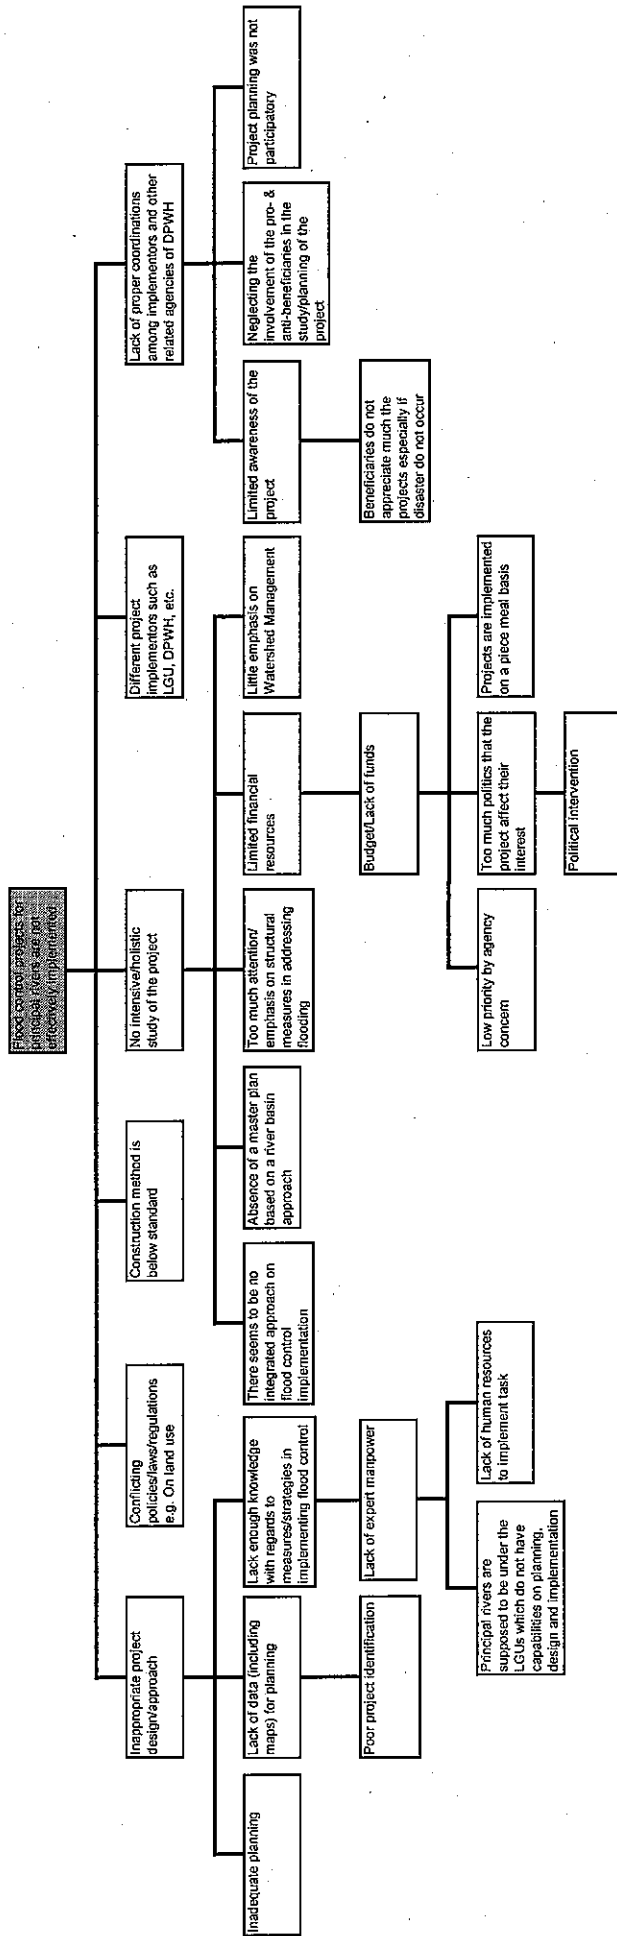 Flood control projects for
principal rivers are not
effectively implemented
Inappropriate project
design/approach
Conflicting
policies/laws/regulations
e.g. On land use
Construction method is
below standard
No intensive/holistic
study of the project
Different project
implementors such as
LGU, DPWH, etc.
Lack of proper coordinations
among implementors and other
related agencies of DPWH
Inadequate planning
Lack of data (including
maps) for planning
Lack enough knowledge
with regards to
measures/strategies in
implementing flood control
There seems to be no
integrated approach on
flood control
implementation
Absence of a master plan
based on a river basin
approach
Too much attention/
emphasis on structural
measures in addressing
flooding
Limited financial
resources
Little emphasis on
Watershed Management
Limited awareness of the
project
Neglecting the
involvement of the pro- &
anti-beneficiaries in the
study/planning of the
project
Project planning was not
participatory
Poor project identification
Lack of expert manpower
Budget/Lack of funds
Beneficiaries do not
appreciate much the
projects especially if
disaster do not occur
Principal rivers are
supposed to be under the
LGUs which do not have
capabilities on planning,
design and implementation
Lack of human resources
to implement task
Low priority by agency
concern
Too much politics that the
project affect their
interest
Projects are implemented
on a piece meal basis
Political intervention